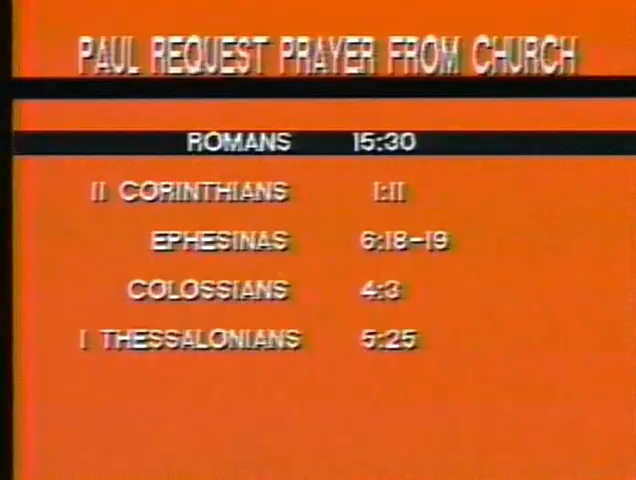 PAUL REQUEST PRAYER FROM CHURCH
ROMANS 15:30
II CORINTHIANS 1:11
EPHESINAS 6:18-19
COLOSSIANS 4:3
I THESSALONIANS 5:25